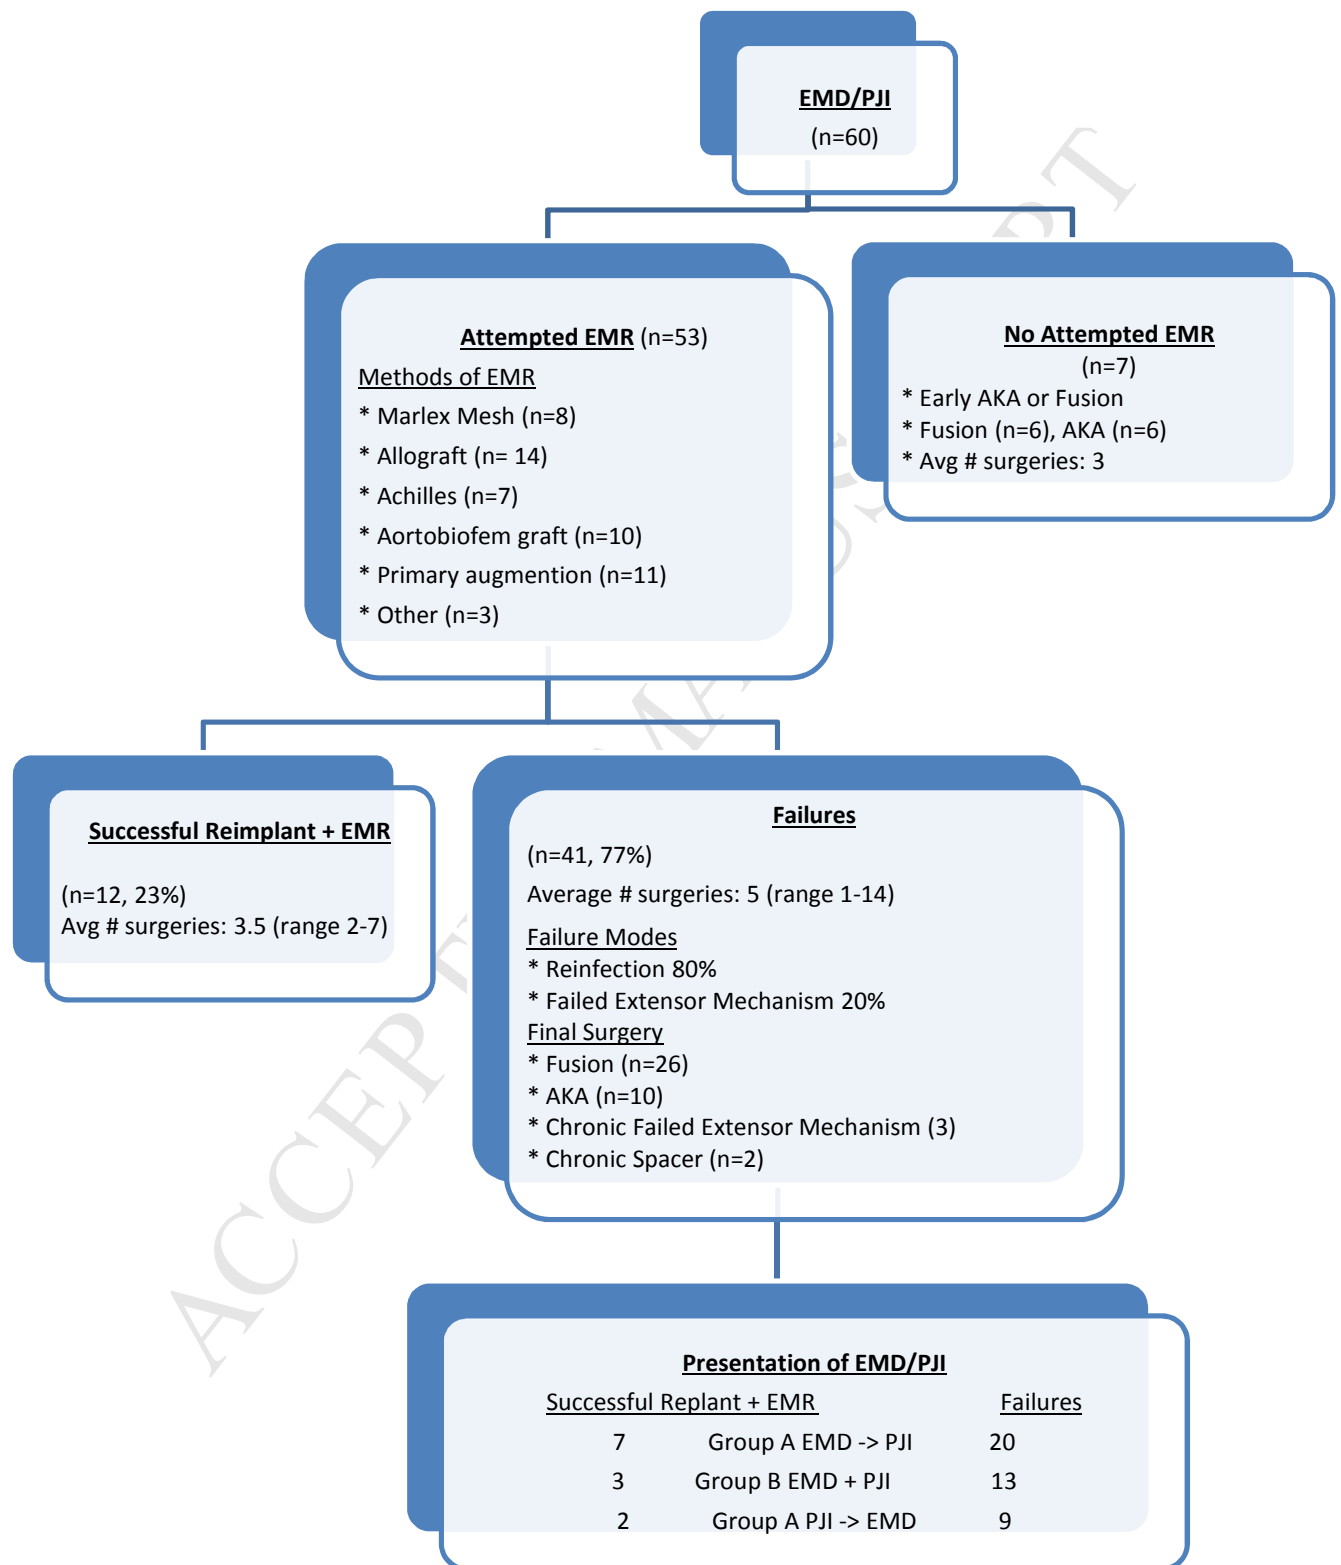 EMD/PJI
(n=60)
Attempted EMR (n=53)
Methods of EMR
* Marlex Mesh (n=8)
* Allograft (n= 14)
* Achilles (n=7)
* Aortobiofem graft (n=10)
* Primary augmention (n=11)
* Other (n=3)
No Attempted EMR
(n=7)
* Early AKA or Fusion
* Fusion (n=6), AKA (n=6)
* Avg # surgeries: 3
Successful Reimplant + EMR
(n=12, 23%)
Avg # surgeries: 3.5 (range 2-7)
Failures
(n=41, 77%)
Average # surgeries: 5 (range 1-14)
Failure Modes
* Reinfection 80%
* Failed Extensor Mechanism 20%
Final Surgery
* Fusion (n=26)
* AKA (n=10)
* Chronic Failed Extensor Mechanism (3)
* Chronic Spacer (n=2)
Presentation of EMD/PJI
Successful Replant + EMR Failures
7 Group A EMD -> PJI 20
3 Group B EMD + PJI 13
2 Group A PJI -> EMD 9